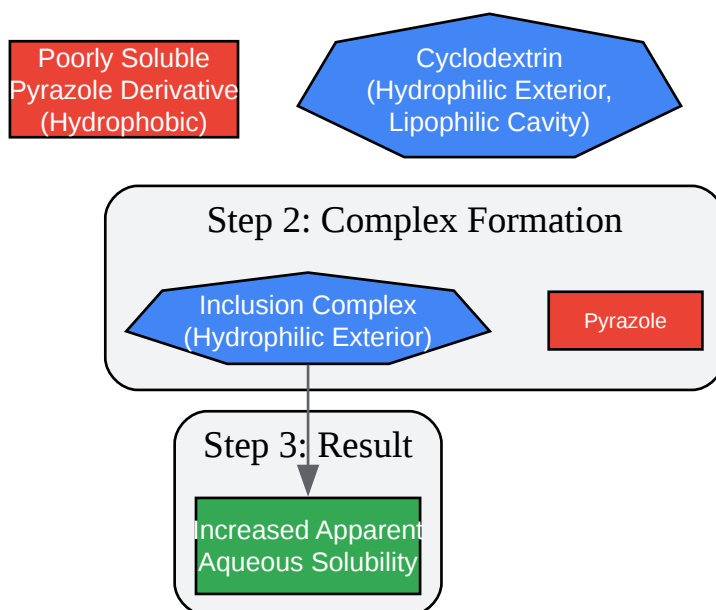 Poorly Soluble
Pyrazole Derivative
(Hydrophobic)
Cyclodextrin
(Hydrophilic Exterior,
Lipophilic Cavity)
Step 2: Complex Formation
Inclusion Complex
(Hydrophilic Exterior)
Pyrazole
Step 3: Result
Increased Apparent
Aqueous Solubility